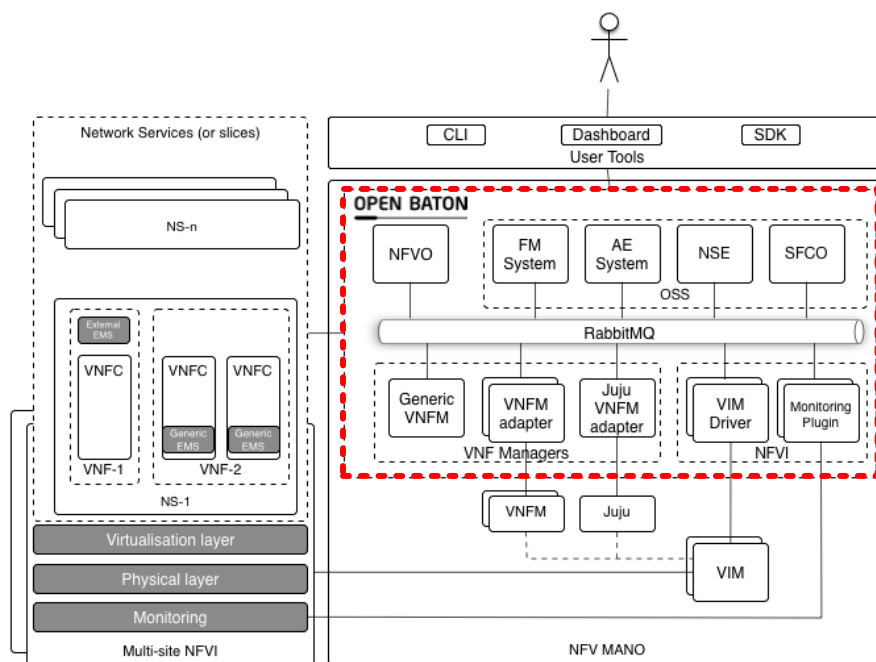 CLI
Dashboard
SDK
User Tools
Network Services (or slices)
NS-n
External
EMS
VNFC
VNFC
VNFC
Generic
EMS
Generic
EMS
VNF-1
VNF-2
NS-1
Virtualisation layer
Physical layer
Monitoring
Multi-site NFVI
OPEN BATON
NFVO
FM
System
AE
System
NSE
SFCO
OSS
RabbitMQ
Generic
VNFM
VNFM
adapter
Juju
VNFM
adapter
VIM
Driver
Monitoring
Plugin
VNF Managers
NFVI
VNFM
Juju
VIM
NFV MANO